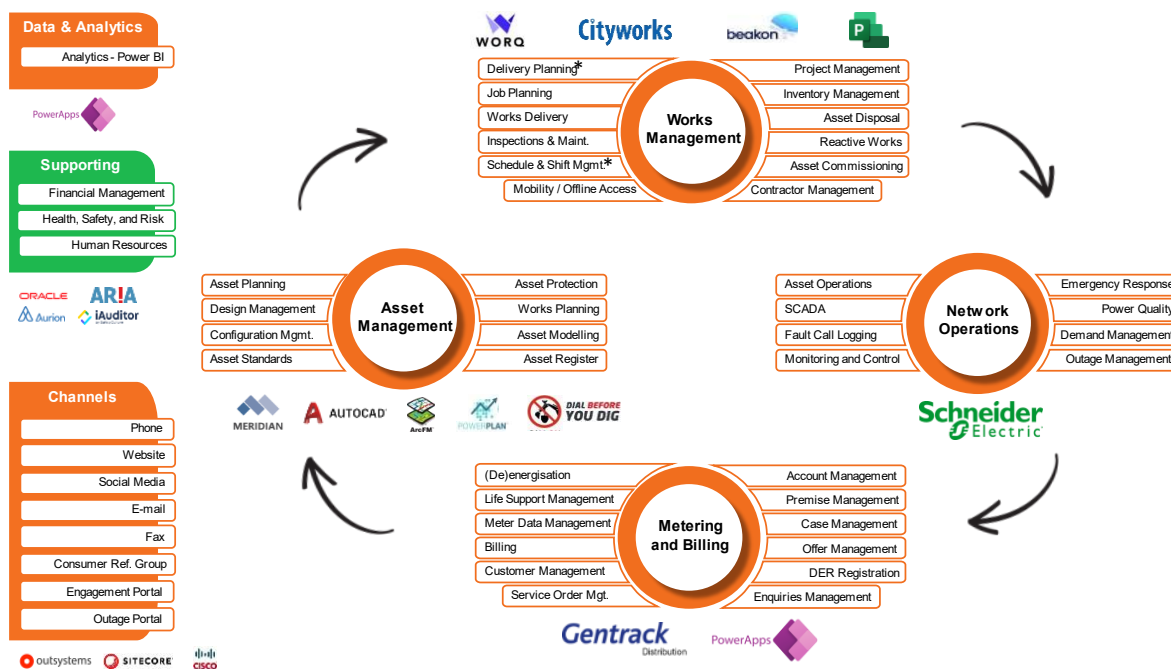 Data & Analytics
Analytics - Power BI
PowerApps
Supporting
Financial Management
Health, Safety, and Risk
Human Resources
ORACLE
AR!A
Aurion
iAuditor
Channels
Phone
Website
Social Media
E-mail
Fax
Consumer Ref. Group
Engagement Portal
Outage Portal
outsystems
SITECORE
CISCO
WORQ
Cityworks
beakon
P
Delivery Planning*
Job Planning
Works Delivery
Inspections & Maint.
Schedule & Shift Mgmt.*
Mobility / Offline Access
Works
Management
Project Management
Inventory Management
Asset Disposal
Reactive Works
Asset Commissioning
Contractor Management
Asset Planning
Design Management
Configuration Mgmt.
Asset Standards
Asset
Management
Asset Protection
Works Planning
Asset Modelling
Asset Register
MERIDIAN
A AUTOCAD
ArcFM™
POWERPLAN
DIAL BEFORE
YOU DIG
Asset Operations
SCADA
Fault Call Logging
Monitoring and Control
Network
Operations
Emergency Response
Power Quality
Demand Management
Outage Management
Schneider
Electric
(De)energisation
Life Support Management
Meter Data Management
Billing
Customer Management
Service Order Mgt.
Metering
and Billing
Account Management
Premise Management
Case Management
Offer Management
DER Registration
Enquiries Management
Gentrack
Distribution
PowerApps